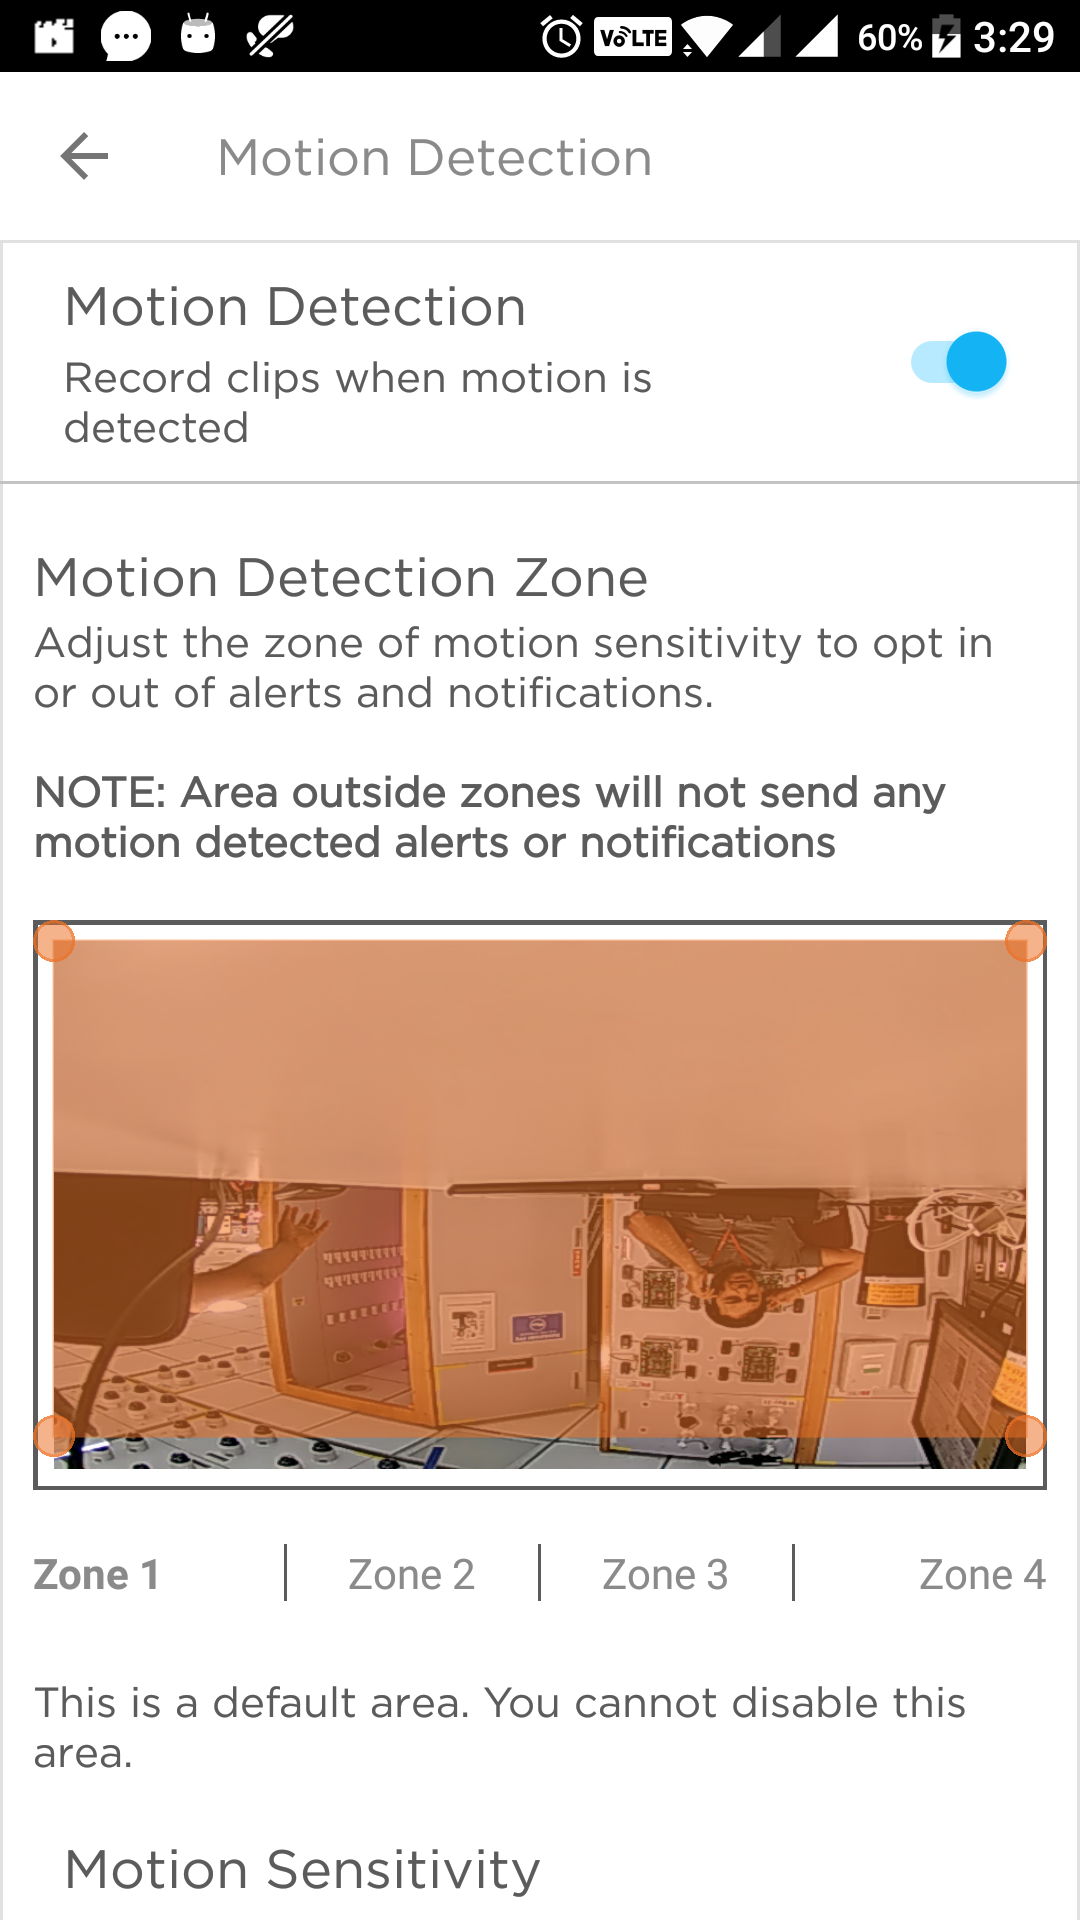 VoLTE 60% 3:29
Motion Detection
Motion Detection
Record clips when motion is
detected
Motion Detection Zone
Adjust the zone of motion sensitivity to opt in
or out of alerts and notifications.
NOTE: Area outside zones will not send any
motion detected alerts or notifications
Zone 1 Zone 2 Zone 3 Zone 4
This is a default area. You cannot disable this
area.
Motion Sensitivity